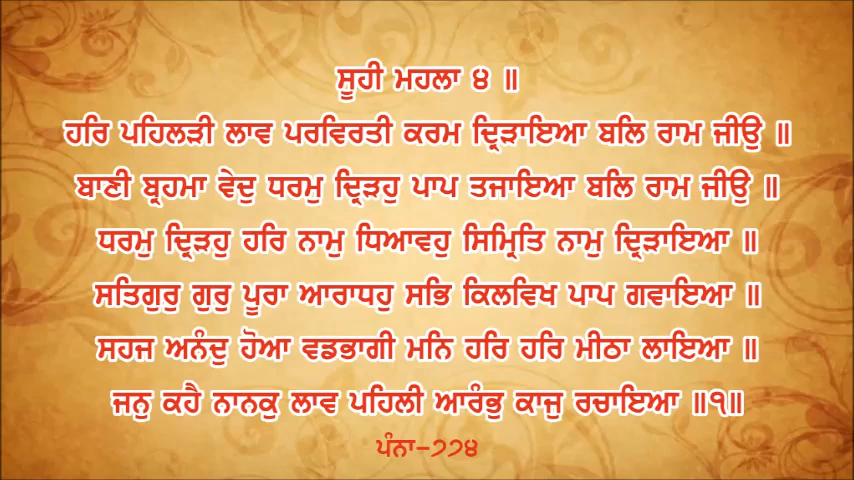 ਸੂਹੀ ਮਹਲਾ ੪ ॥
ਹਰਿ ਪਹਿਲੜੀ ਲਾਵ ਪਰਵਿਰਤੀ ਕਰਮ ਦ੍ਰਿੜਾਇਆ ਬਲਿ ਰਾਮ ਜੀਉ ॥
ਬਾਣੀ ਬ੍ਰਹਮਾ ਵੇਦੁ ਧਰਮੁ ਦ੍ਰਿੜਹੁ ਪਾਪ ਤਜਾਇਆ ਬਲਿ ਰਾਮ ਜੀਉ ॥
ਧਰਮੁ ਦ੍ਰਿੜਹੁ ਹਰਿ ਨਾਮੁ ਧਿਆਵਹੁ ਸਿਮ੍ਰਿਤਿ ਨਾਮੁ ਦ੍ਰਿੜਾਇਆ ॥
ਸਤਿਗੁਰੁ ਗੁਰੁ ਪੂਰਾ ਆਰਾਧਹੁ ਸਭਿ ਕਿਲਵਿਖ ਪਾਪ ਗਵਾਇਆ ॥
ਸਹਜ ਅਨੰਦੁ ਹੋਆ ਵਡਭਾਗੀ ਮਨਿ ਹਰਿ ਹਰਿ ਮੀਠਾ ਲਾਇਆ ॥
ਜਨੁ ਕਹੈ ਨਾਨਕੁ ਲਾਵ ਪਹਿਲੀ ਆਰੰਭੁ ਕਾਜੁ ਰਚਾਇਆ ॥੧॥
ਪੰਨਾ-੭੭੪